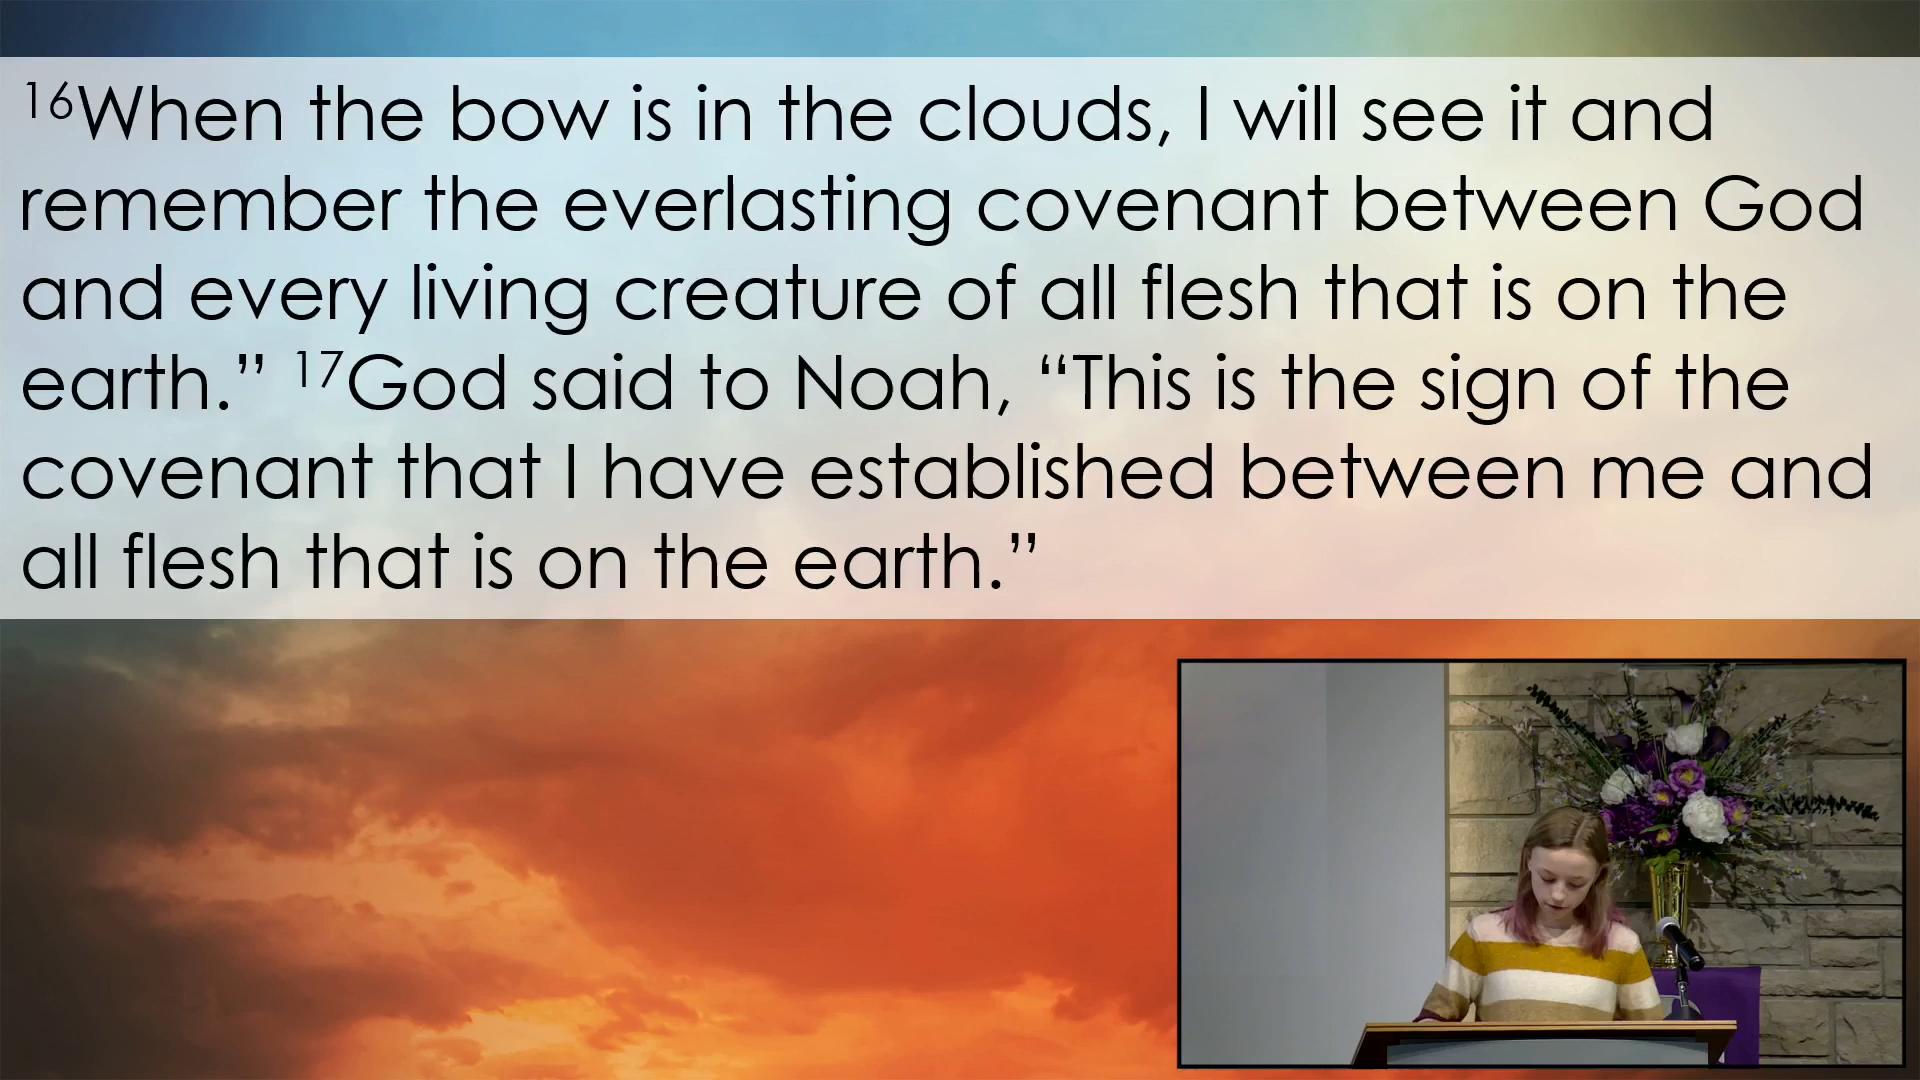 16When the bow is in the clouds, I will see it and
remember the everlasting covenant between God
and every living creature of all flesh that is on the
earth.” 17God said to Noah, “This is the sign of the
covenant that I have established between me and
all flesh that is on the earth.”